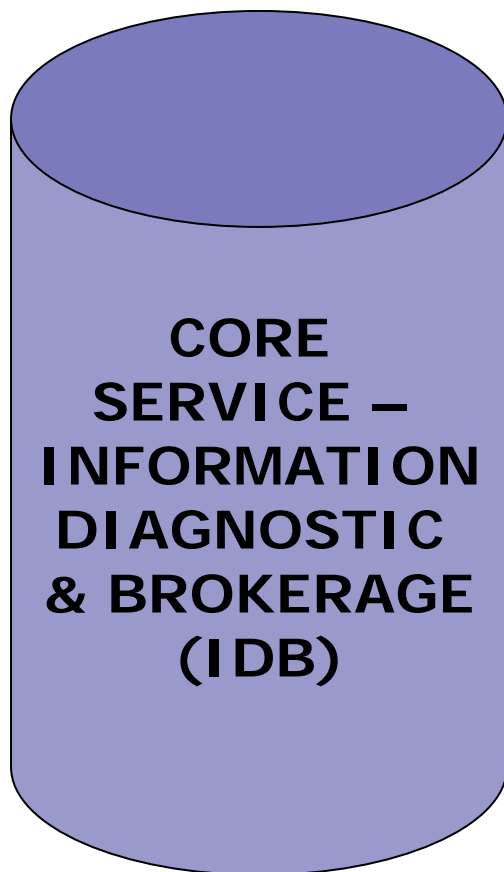 CORE
SERVICE –
INFORMATION
DIAGNOSTIC
& BROKERAGE
(IDB)